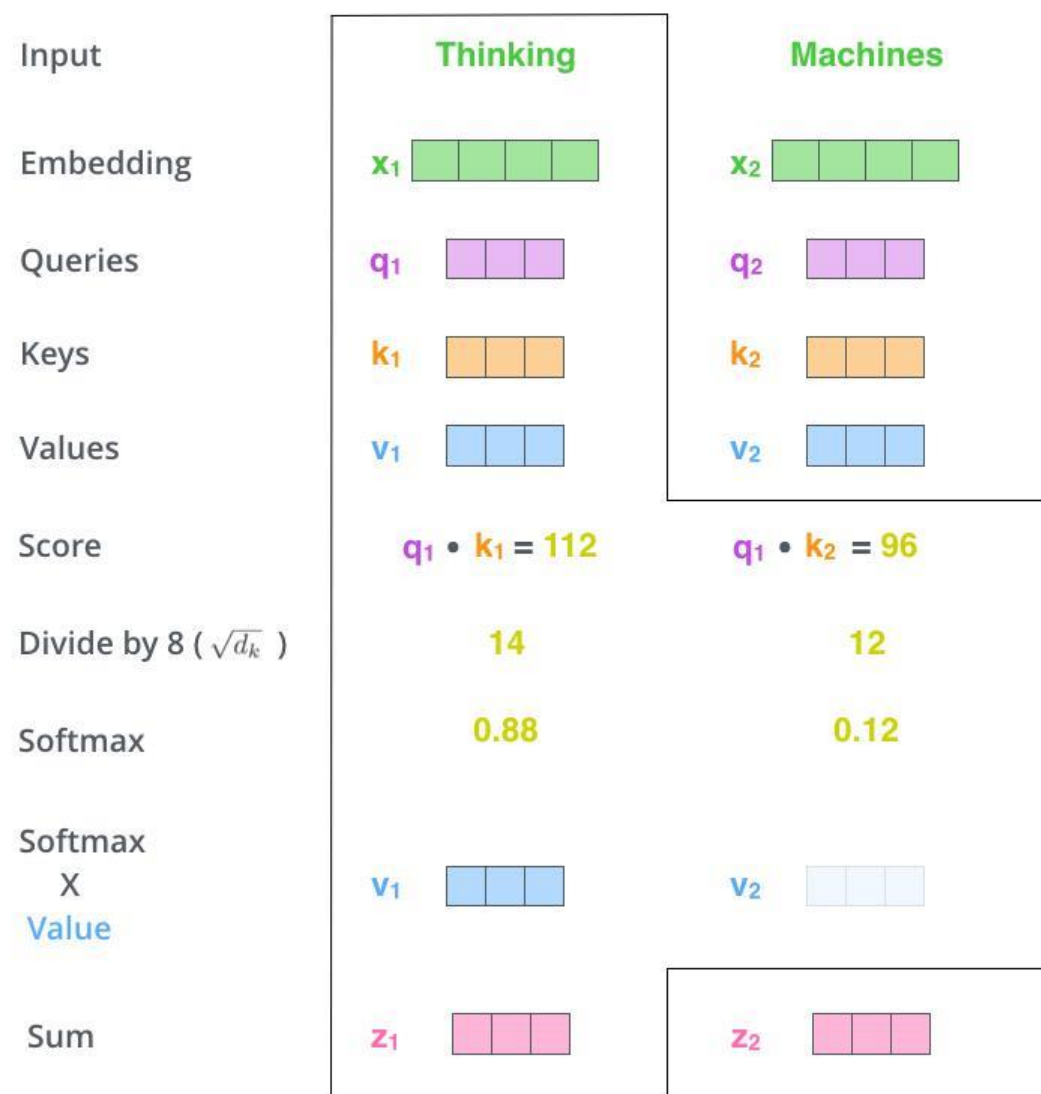 Input Thinking Machines
Embedding x₁ x₂
Queries q₁ q₂
Keys k₁ k₂
Values v₁ v₂
Score q₁ • k₁ = 112 q₁ • k₂ = 96
Divide by 8 ( √dₖ ) 14 12
Softmax 0.88 0.12
Softmax
X v₁ v₂
Value
Sum z₁ z₂